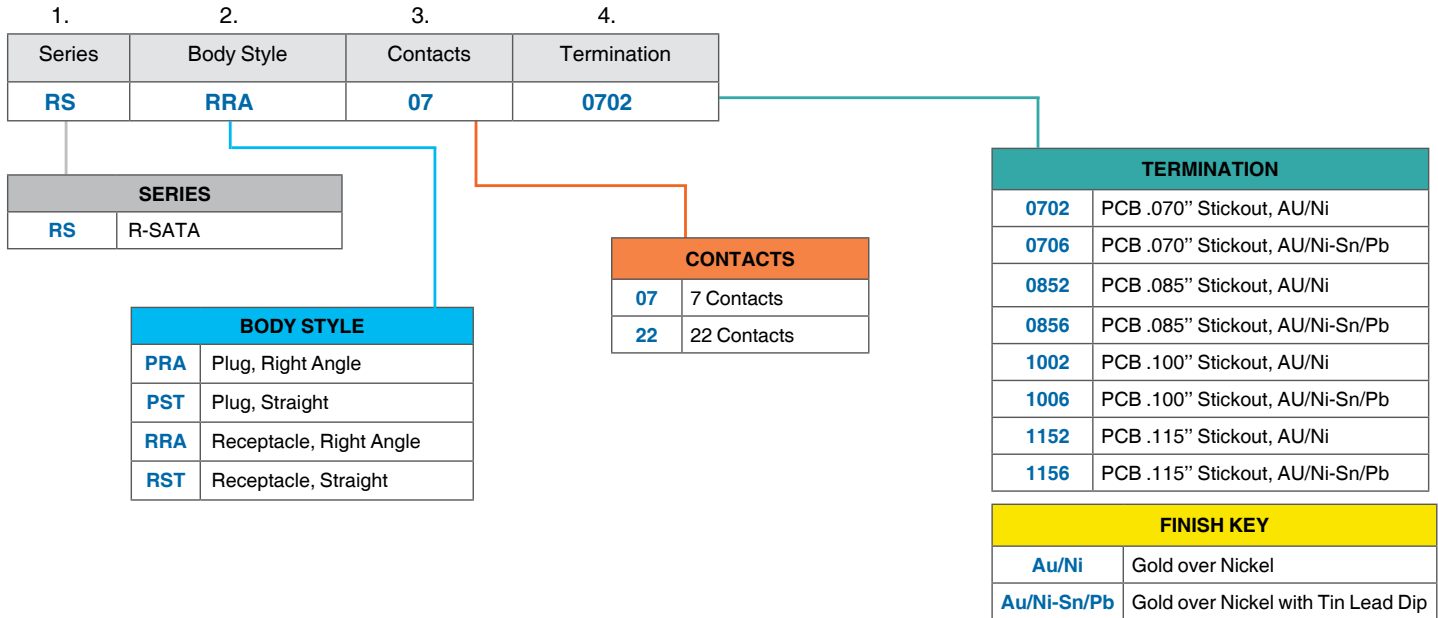 1. 2. 3. 4.
Series Body Style Contacts Termination
RS RRA 07 0702
SERIES
RS R-SATA
BODY STYLE
PRA Plug, Right Angle
PST Plug, Straight
RRA Receptacle, Right Angle
RST Receptacle, Straight
CONTACTS
07 7 Contacts
22 22 Contacts
TERMINATION
0702 PCB .070’’ Stickout, AU/Ni
0706 PCB .070’’ Stickout, AU/Ni-Sn/Pb
0852 PCB .085’’ Stickout, AU/Ni
0856 PCB .085’’ Stickout, AU/Ni-Sn/Pb
1002 PCB .100’’ Stickout, AU/Ni
1006 PCB .100’’ Stickout, AU/Ni-Sn/Pb
1152 PCB .115’’ Stickout, AU/Ni
1156 PCB .115’’ Stickout, AU/Ni-Sn/Pb
FINISH KEY
Au/Ni Gold over Nickel
Au/Ni-Sn/Pb Gold over Nickel with Tin Lead Dip